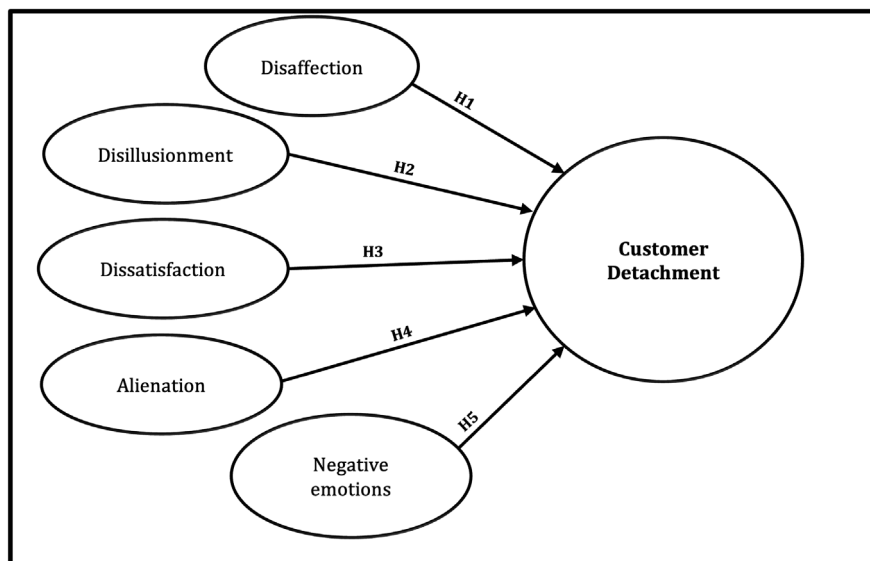 Disaffection
H1
Disillusionment
H2
Dissatisfaction
H3
Customer
Detachment
Alienation
H4
Negative
emotions
H5